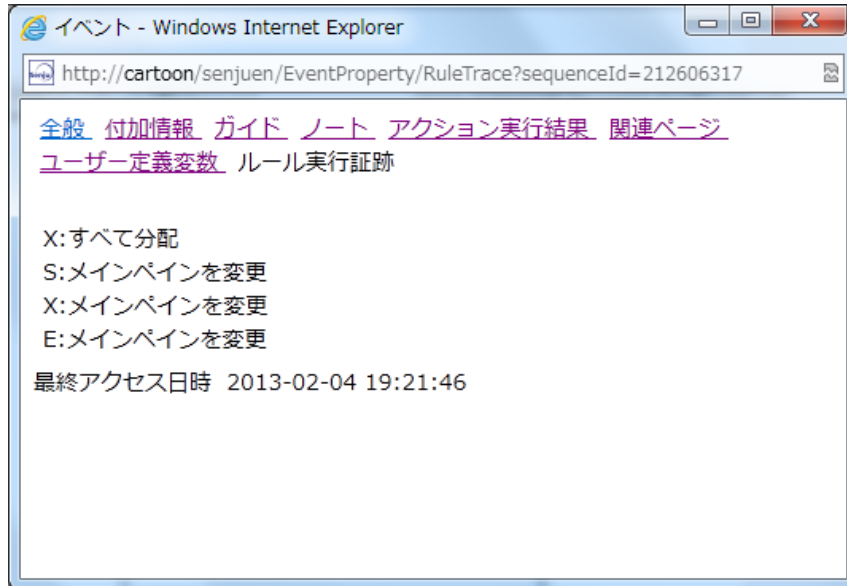 イベント - Windows Internet Explorer
http://cartoon/senjuen/EventProperty/RuleTrace?sequenceId=212606317
全般 付加情報 ガイド ノート アクション実行結果 関連ページ
ユーザー定義変数 ルール実行証跡
X:すべて分配
S:メインペインを変更
X:メインペインを変更
E:メインペインを変更
最終アクセス日時 2013-02-04 19:21:46